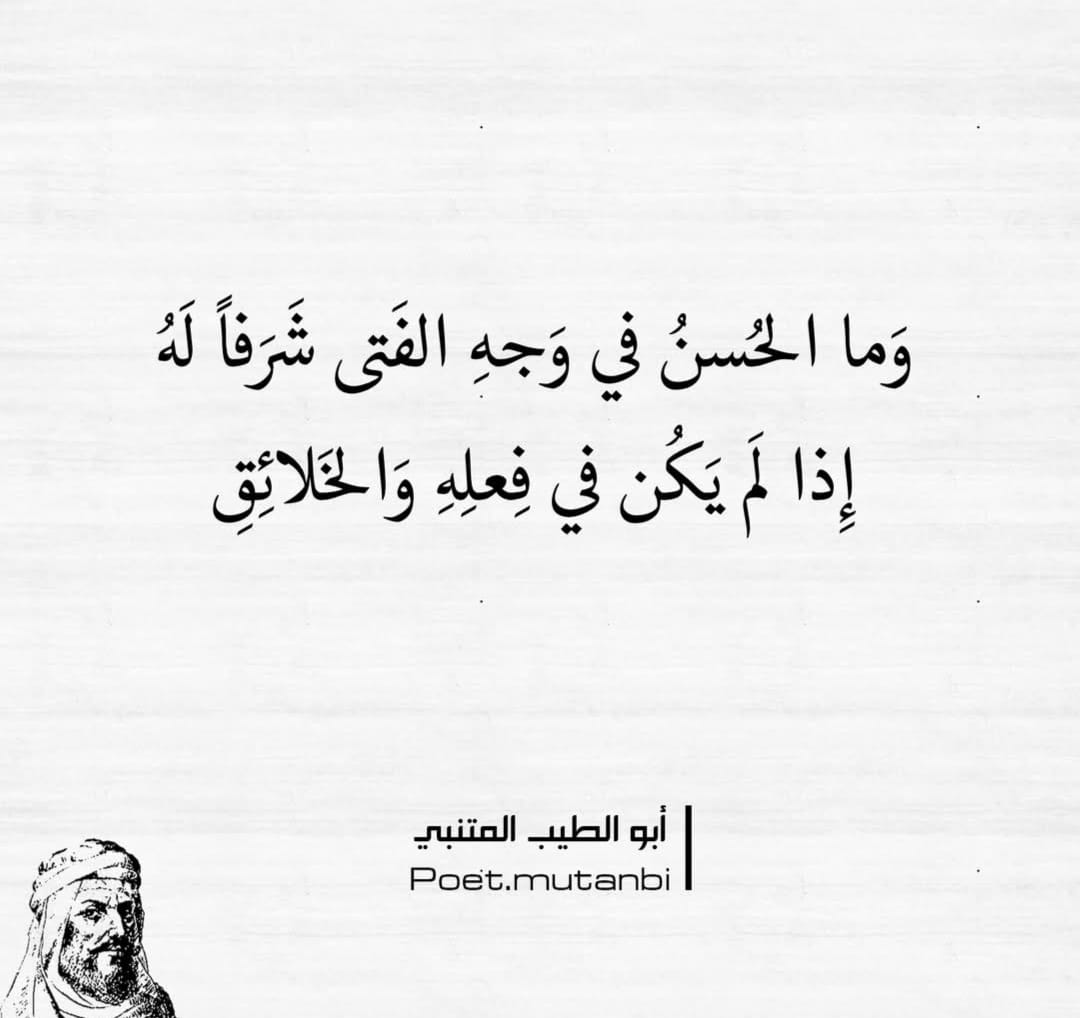 وَما الحُسنُ في وَجهِ الفَتى شَرَفاً لَهُ
إِذا لَم يَكُن في فِعلِهِ وَالخَلائِقِ
أبو الطيب المتنبي
Poet.mutanbi